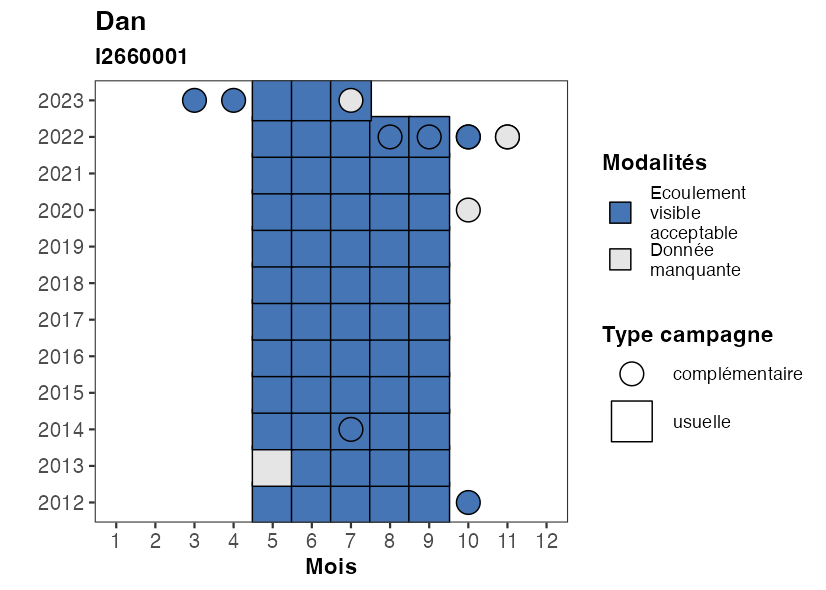 Dan
I2660001
2023
2022
2021
2020
2019
2018
2017
2016
2015
2014
2013
2012
1 2 3 4 5 6 7 8 9 10 11 12
Mois
Modalités
Ecoulement
visible
acceptable
Donnée
manquante
Type campagne
complémentaire
usuelle